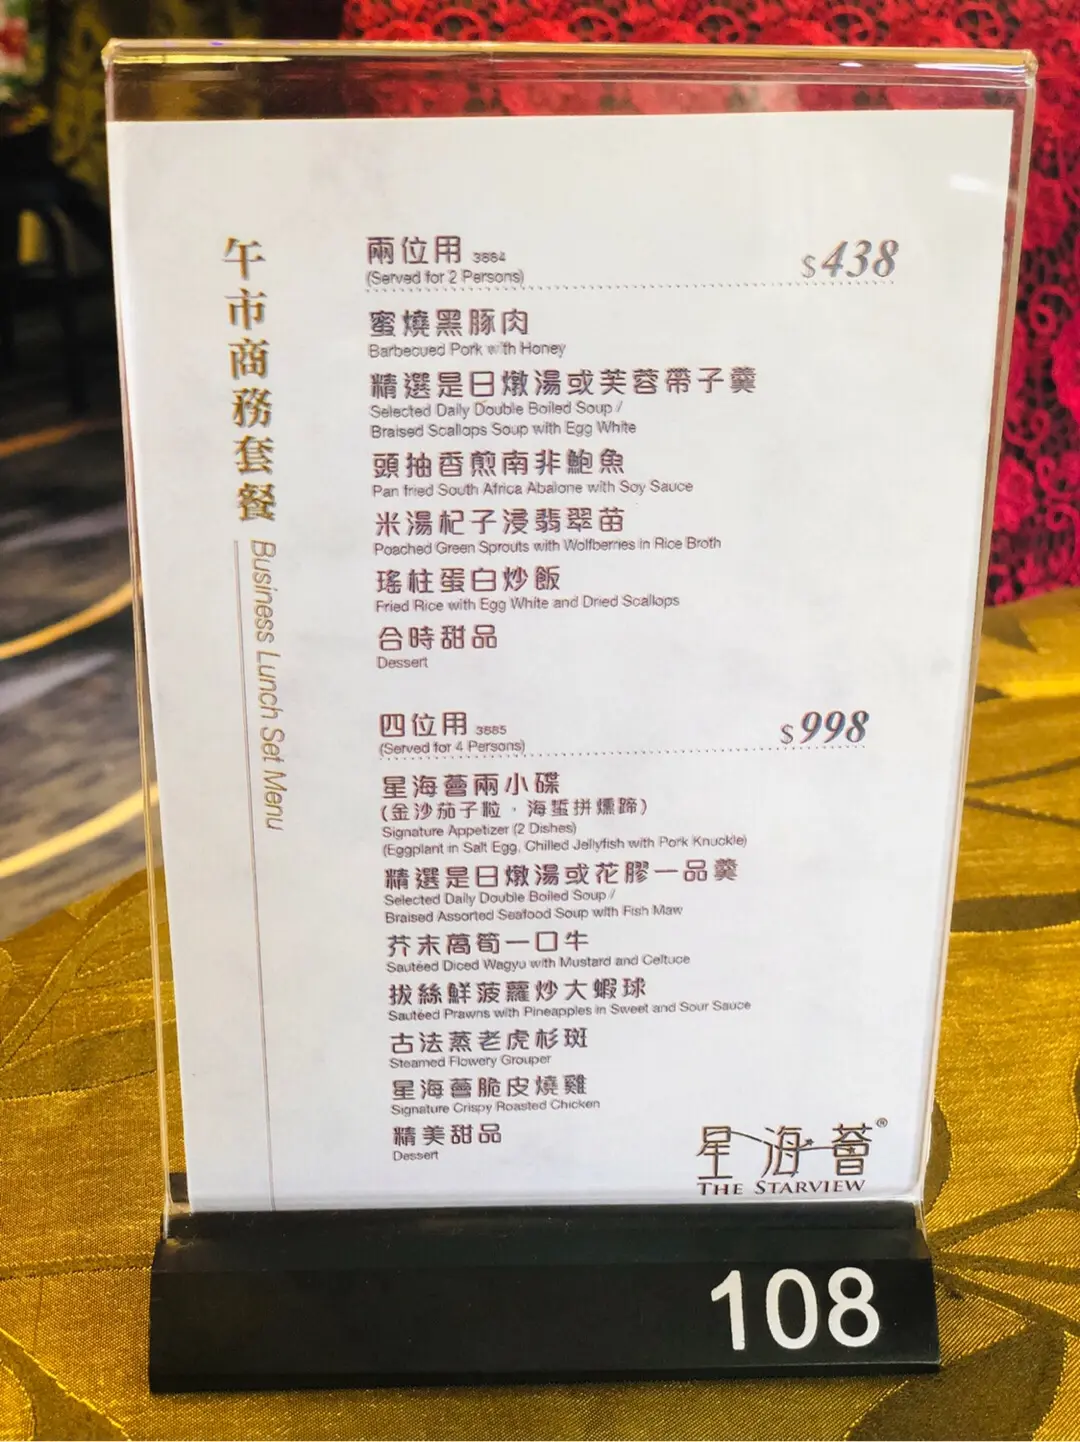 午市商務套餐
Business Lunch Set Menu
兩位用 3684 $438
(Served for 2 Persons)
蜜燒黑豚肉
Barbecued Pork with Honey
精選是日燉湯或芙蓉帶子羹
Selected Daily Double Boiled Soup /
Braised Scallops Soup with Egg White
頭抽香煎南非鮑魚
Pan fried South Africa Abalone with Soy Sauce
米湯杞子浸翡翠苗
Poached Green Sprouts with Wolfberries in Rice Broth
瑤柱蛋白炒飯
Fried Rice with Egg White and Dried Scallops
合時甜品
Dessert
四位用 3685 $998
(Served for 4 Persons)
星海薈兩小碟
(金沙茄子粒，海蜇拼燻蹄)
Signature Appetizer (2 Dishes)
(Eggplant in Salt Egg, Chilled Jellyfish with Pork Knuckle)
精選是日燉湯或花膠一品羹
Selected Daily Double Boiled Soup /
Braised Assorted Seafood Soup with Fish Maw
芥末萵筍一口牛
Sautéed Diced Wagyu with Mustard and Celtuce
拔絲鮮菠蘿炒大蝦球
Sautéed Prawns with Pineapples in Sweet and Sour Sauce
古法蒸老虎杉斑
Steamed Flowery Grouper
星海薈脆皮燒雞
Signature Crispy Roasted Chicken
精美甜品
Dessert
星海薈®
THE STARVIEW
108